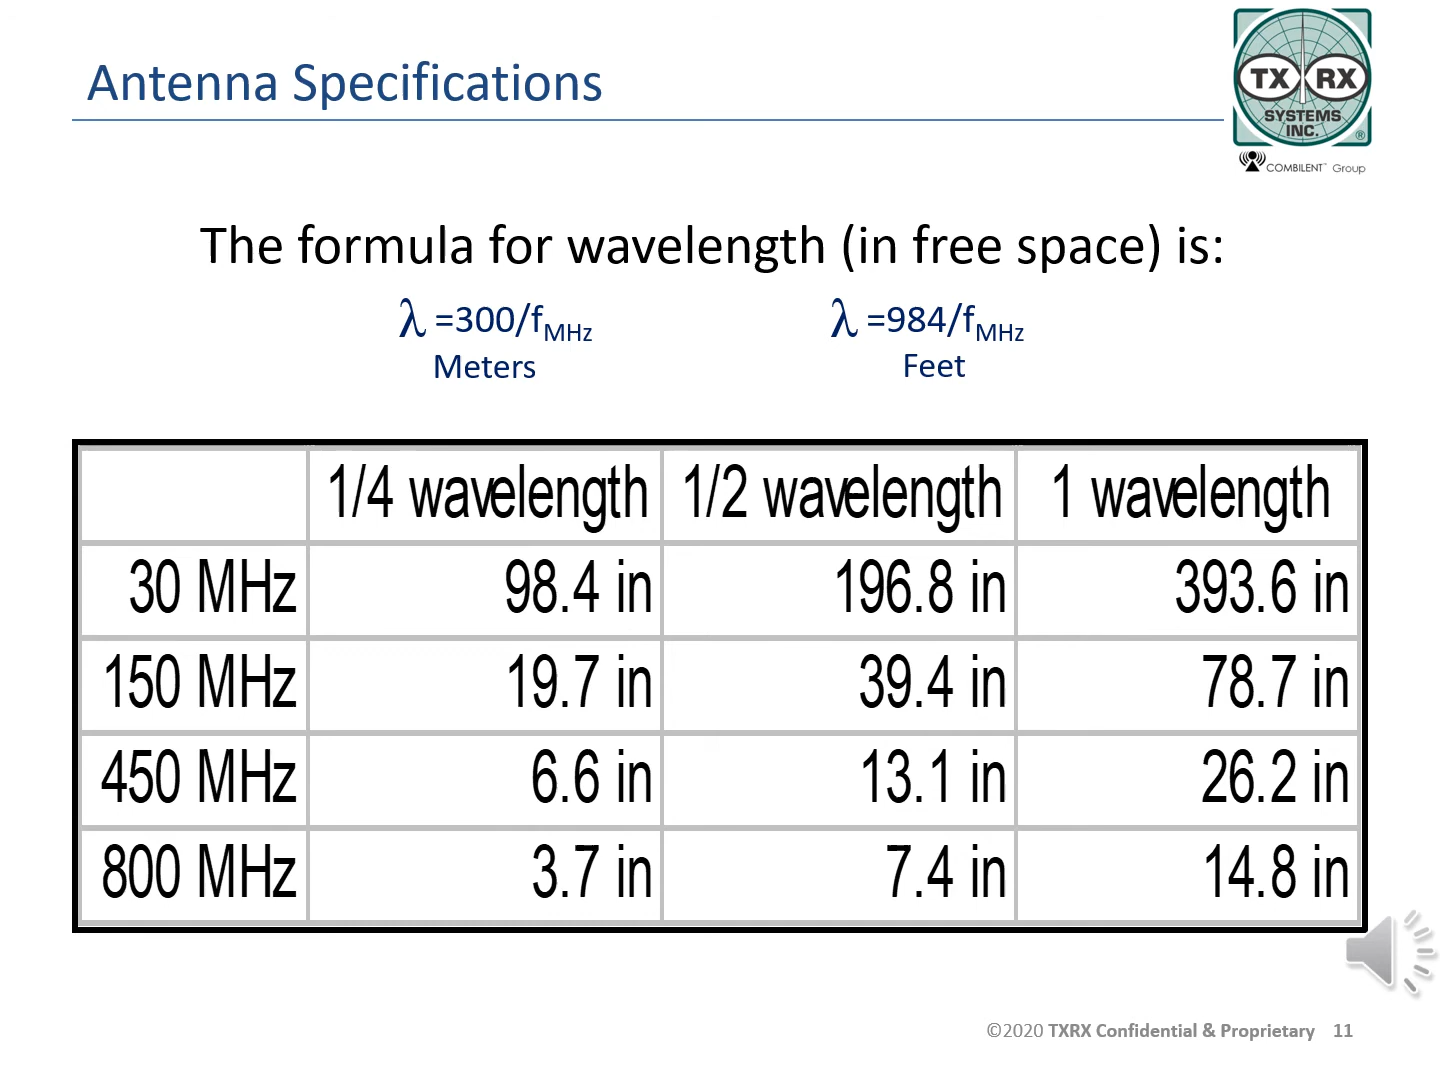 Antenna Specifications
TX RX
SYSTEMS
INC.
®
COMBILENT™ Group
The formula for wavelength (in free space) is:
λ =300/fMHz
Meters
λ =984/fMHz
Feet
1/4 wavelength 1/2 wavelength 1 wavelength
30 MHz 98.4 in 196.8 in 393.6 in
150 MHz 19.7 in 39.4 in 78.7 in
450 MHz 6.6 in 13.1 in 26.2 in
800 MHz 3.7 in 7.4 in 14.8 in
©2020 TXRX Confidential & Proprietary 11